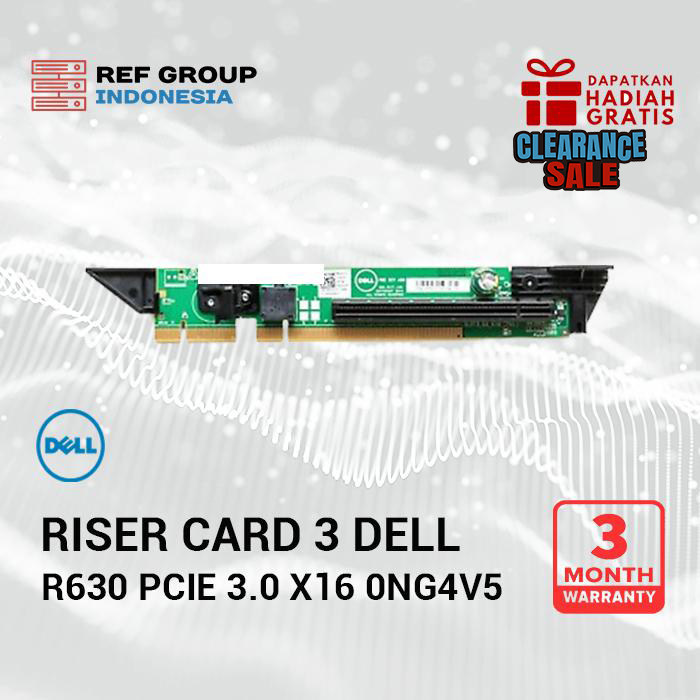 REF GROUP
INDONESIA
DAPATKAN
HADIAH
GRATIS
CLEARANCE
SALE
DELL
DELL
RISER CARD 3 DELL
R630 PCIE 3.0 X16 0NG4V5
3
MONTH
WARRANTY